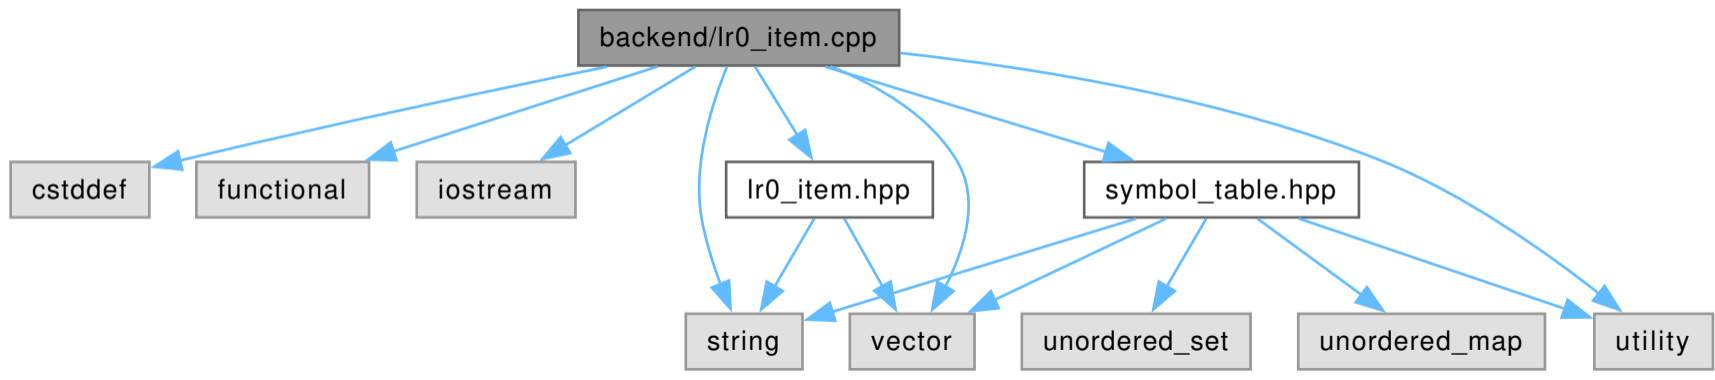 backend/lr0_item.cpp
cstddef
functional
iostream
lr0_item.hpp
symbol_table.hpp
string
vector
unordered_set
unordered_map
utility